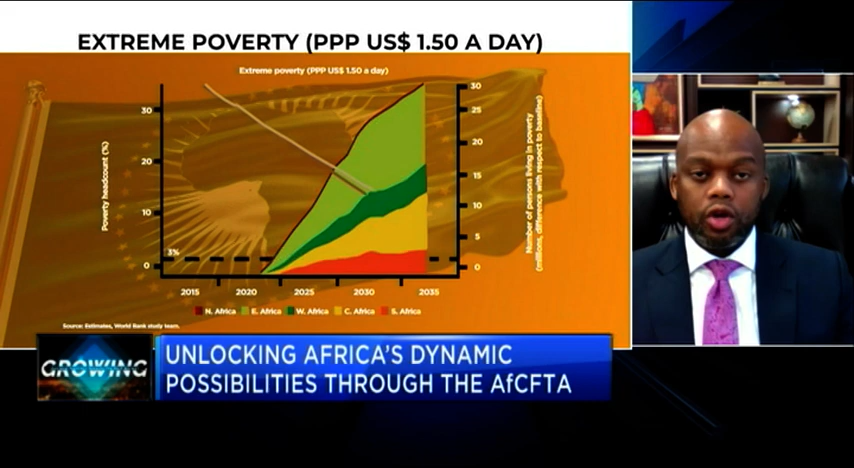 EXTREME POVERTY (PPP US$ 1.50 A DAY)
Extreme poverty (PPP US$ 1.50 a day)
Poverty headcount (%)
30
20
10
0
3%
30
25
20
15
10
5
0
Number of persons living in poverty
(millions, difference with respect to baseline)
2015 2020 2025 2030 2035
N. Africa E. Africa W. Africa C. Africa S. Africa
Source: Estimates, World Bank study team.
GROWING
UNLOCKING AFRICA'S DYNAMIC
POSSIBILITIES THROUGH THE AfCFTA